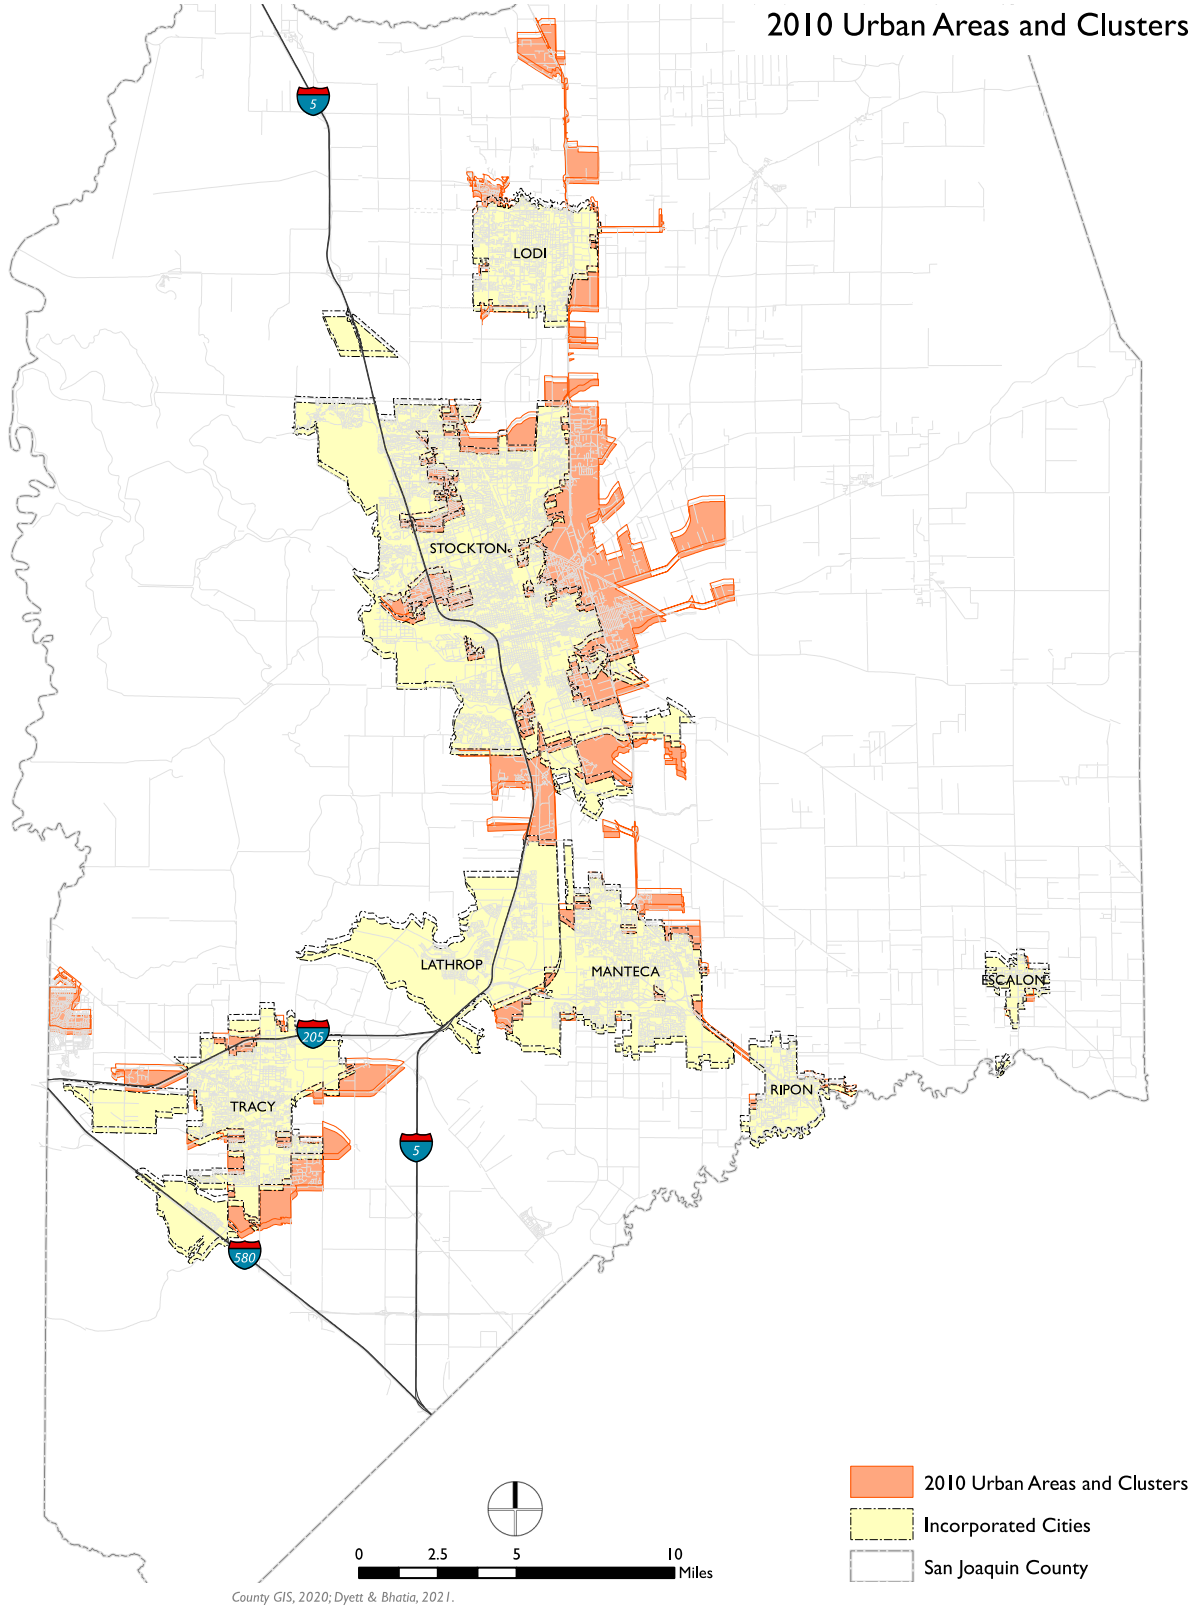 2010 Urban Areas and Clusters
5
LODI
STOCKTON
LATHROP
MANTECA
ESCALON
205
RIPON
TRACY
5
580
2010 Urban Areas and Clusters
Incorporated Cities
San Joaquin County
0 2.5 5 10
Miles
County GIS, 2020; Dyett & Bhatia, 2021.